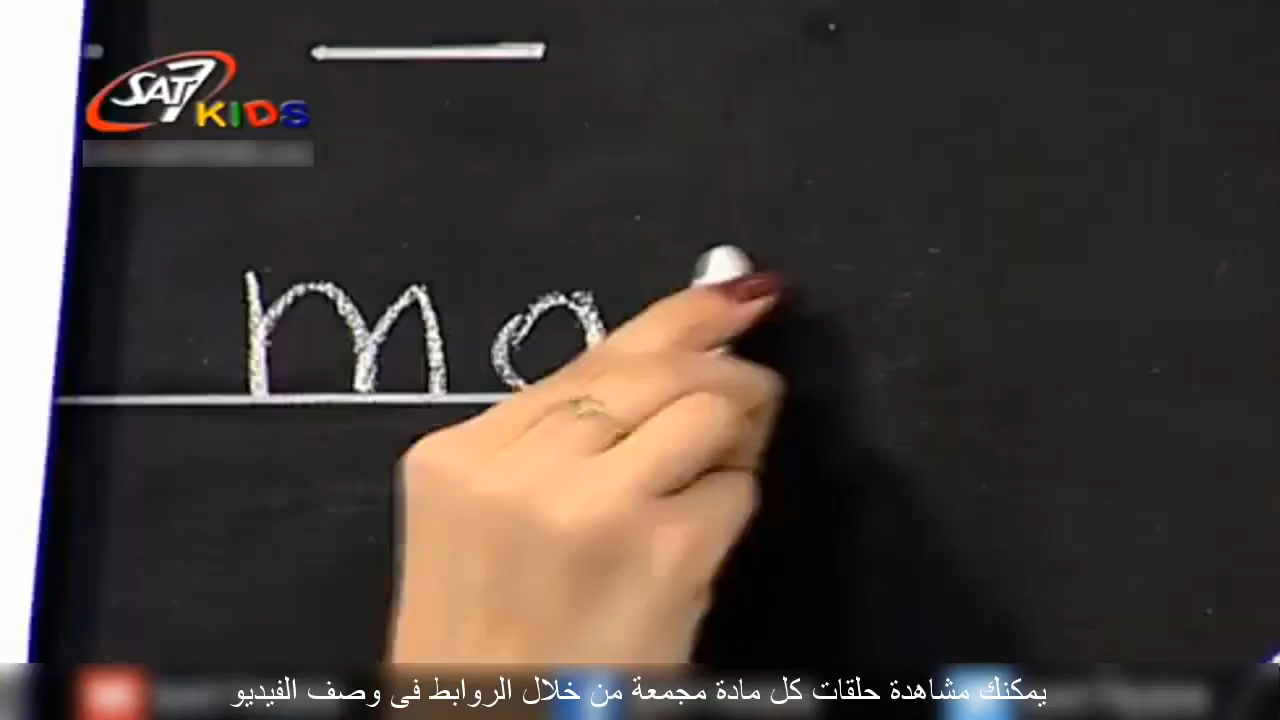 SAT7
KIDS
ma
يمكنك مشاهدة حلقات كل مادة مجمعة من خلال الروابط فى وصف الفيديو